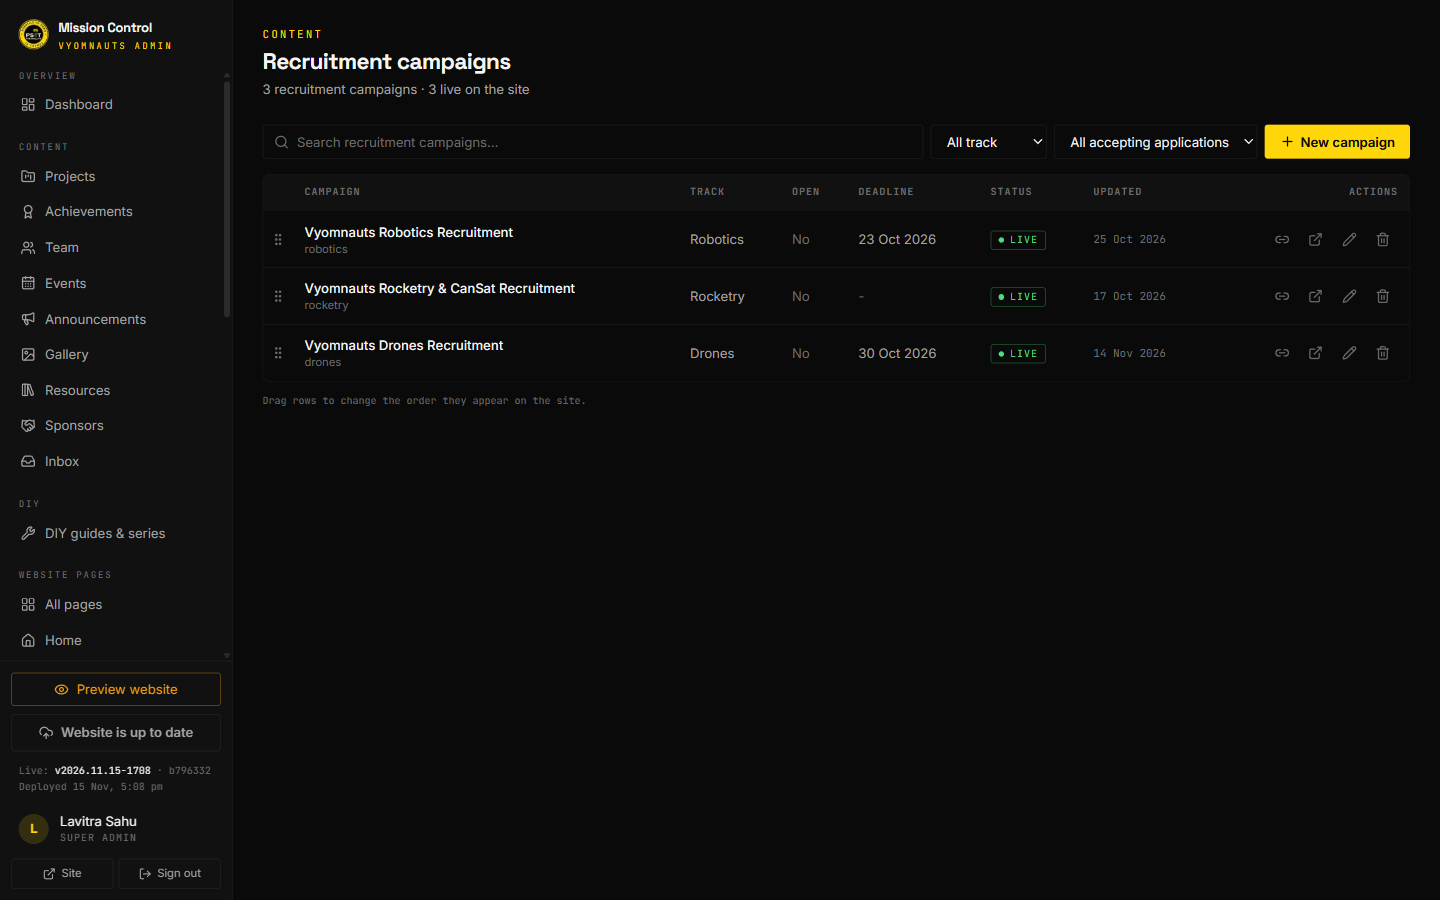 Mission Control
VYOMNAUTS ADMIN
OVERVIEW
Dashboard
CONTENT
Projects
Achievements
Team
Events
Announcements
Gallery
Resources
Sponsors
Inbox
DIY
DIY guides & series
WEBSITE PAGES
All pages
Home
Preview website
Website is up to date
Live: v2026.11.15-1708 · b796332
Deployed 15 Nov, 5:08 pm
L
Lavitra Sahu
SUPER ADMIN
Site
Sign out
CONTENT
Recruitment campaigns
3 recruitment campaigns · 3 live on the site
Search recruitment campaigns...
All track
All accepting applications
New campaign
CAMPAIGN TRACK OPEN DEADLINE STATUS UPDATED ACTIONS
Vyomnauts Robotics Recruitment
robotics
Robotics No 23 Oct 2026 LIVE 25 Oct 2026
Vyomnauts Rocketry & CanSat Recruitment
rocketry
Rocketry No - LIVE 17 Oct 2026
Vyomnauts Drones Recruitment
drones
Drones No 30 Oct 2026 LIVE 14 Nov 2026
Drag rows to change the order they appear on the site.